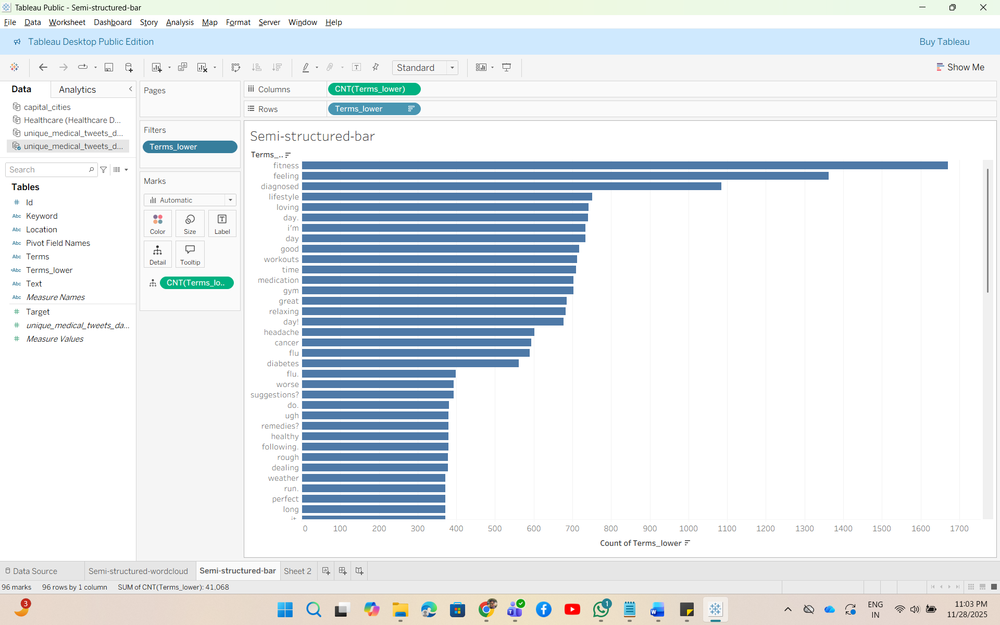 Tableau Public - Semi-structured-bar
File Data Worksheet Dashboard Story Analysis Map Format Server Window Help
Tableau Desktop Public Edition
Buy Tableau
Standard
Show Me
Data
Analytics
capital_cities
Healthcare (Healthcare D...
unique_medical_tweets_d...
unique_medical_tweets_d...
Search
Tables
Id
Abc Keyword
Abc Location
Abc Pivot Field Names
Abc Terms
=Abc Terms_lower
Abc Text
Abc Measure Names
Target
unique_medical_tweets_da...
Measure Values
Pages
Filters
Terms_lower
Marks
Automatic
Color
Size
Label
Detail
Tooltip
CNT(Terms_lo..
Columns
CNT(Terms_lower)
Rows
Terms_lower
Semi-structured-bar
Terms_..
fitness
feeling
diagnosed
lifestyle
loving
day.
i'm
day
good
workouts
time
medication
gym
great
relaxing
day!
headache
cancer
flu
diabetes
flu.
worse
suggestions?
do.
ugh
remedies?
healthy
following.
rough
dealing
weather
run.
perfect
long
0 100 200 300 400 500 600 700 800 900 1000 1100 1200 1300 1400 1500 1600 1700
Count of Terms_lower
Data Source
Semi-structured-wordcloud
Semi-structured-bar
Sheet 2
96 marks
96 rows by 1 column
SUM of CNT(Terms_lower): 41,068
3
1
ENG
IN
11:03 PM
11/28/2025